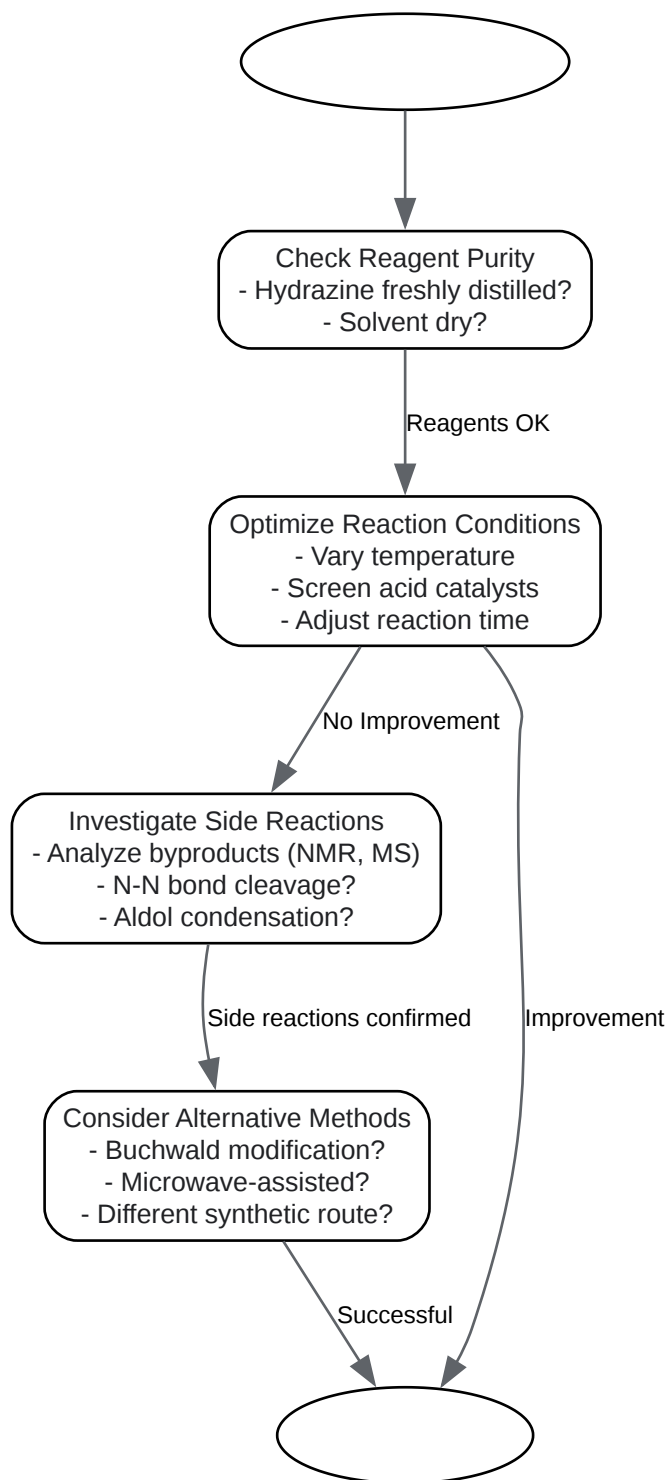 Check Reagent Purity
- Hydrazine freshly distilled?
- Solvent dry?
Reagents OK
Optimize Reaction Conditions
- Vary temperature
- Screen acid catalysts
- Adjust reaction time
No Improvement
Investigate Side Reactions
- Analyze byproducts (NMR, MS)
- N-N bond cleavage?
- Aldol condensation?
Side reactions confirmed
Improvement
Consider Alternative Methods
- Buchwald modification?
- Microwave-assisted?
- Different synthetic route?
Successful